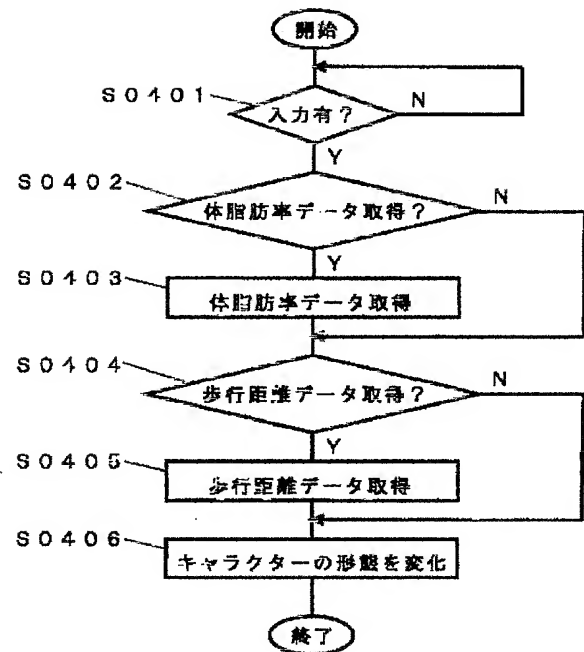 開始
S0401
入力有?
N
Y
S0402
体脂肪率データ取得?
N
Y
S0403
体脂肪率データ取得
S0404
歩行距離データ取得?
N
Y
S0405
歩行距離データ取得
S0406
キャラクターの形態を変化
終了